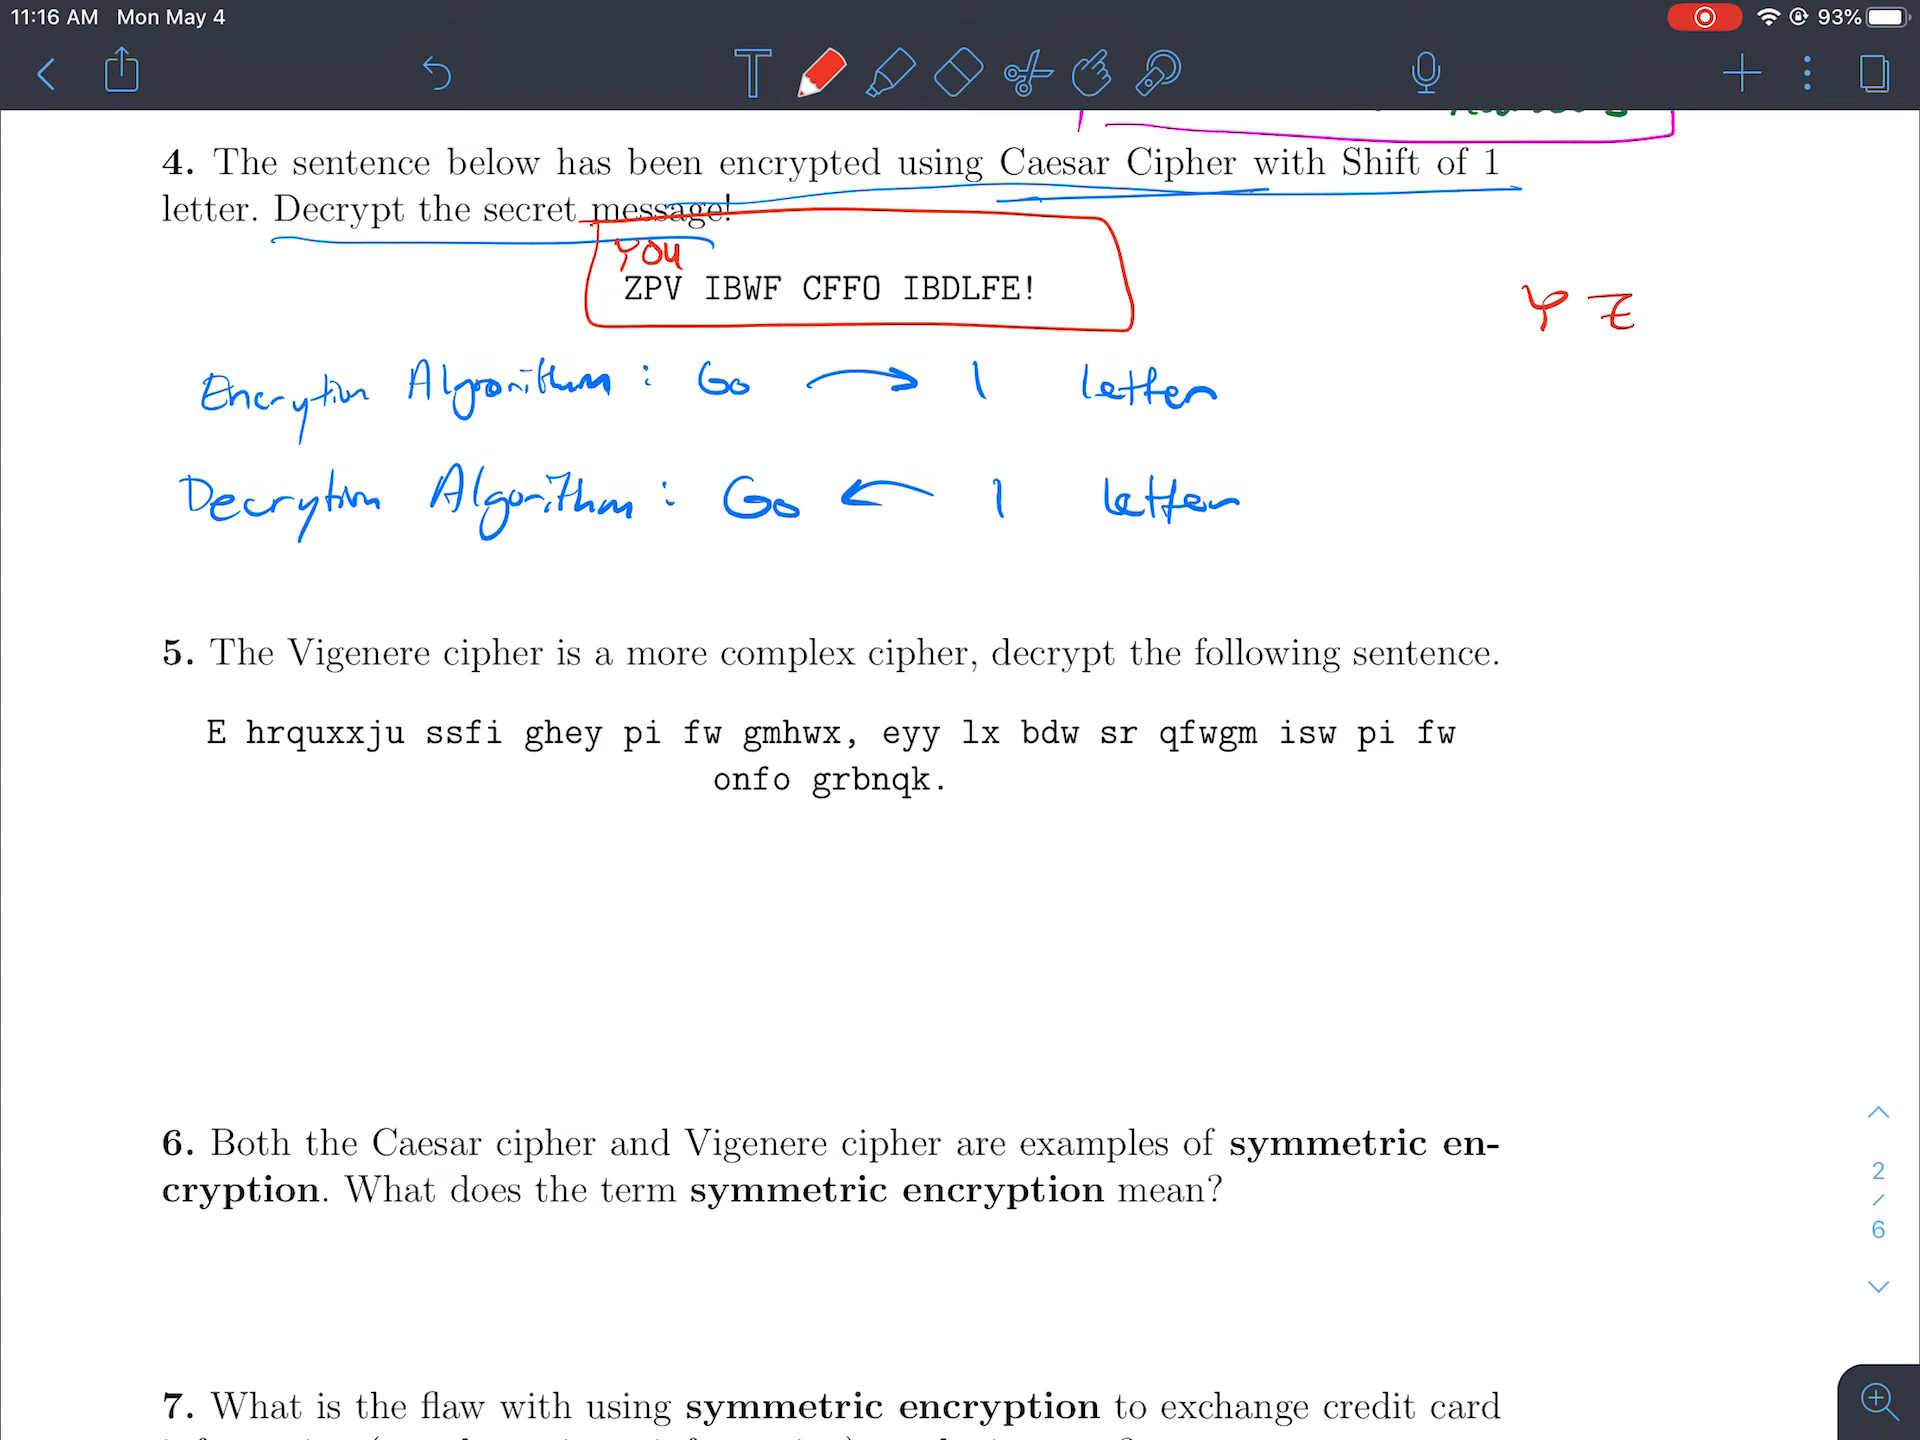 11:16 AM Mon May 4
93%
4. The sentence below has been encrypted using Caesar Cipher with Shift of 1
letter. Decrypt the secret message!
YOU
ZPV IBWF CFFO IBDLFE!
Y Z
Encrytion Algorithm : Go → 1 letter
Decrytion Algorithm : Go ← 1 letter
5. The Vigenere cipher is a more complex cipher, decrypt the following sentence.
E hrquxxju ssfi ghey pi fw gmhwx, eyy lx bdw sr qfwgm isw pi fw
onfo grbnqk.
6. Both the Caesar cipher and Vigenere cipher are examples of symmetric en-
cryption. What does the term symmetric encryption mean?
2
/
6
7. What is the flaw with using symmetric encryption to exchange credit card